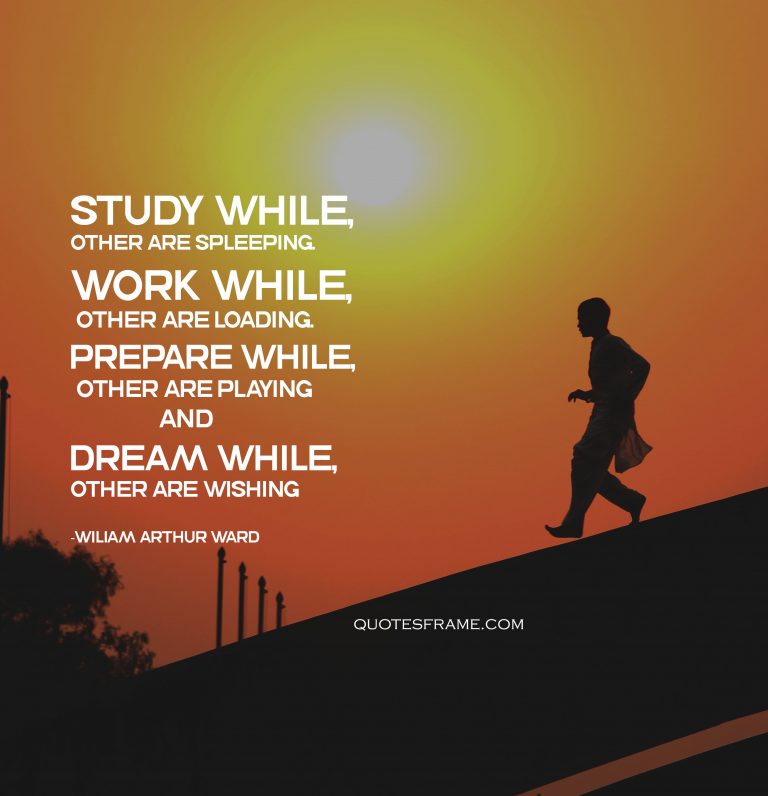 STUDY WHILE,
OTHER ARE SPLEEPING.
WORK WHILE,
OTHER ARE LOADING.
PREPARE WHILE,
OTHER ARE PLAYING
AND
DREAM WHILE,
OTHER ARE WISHING
-WILIAM ARTHUR WARD
QUOTESFRAME.COM